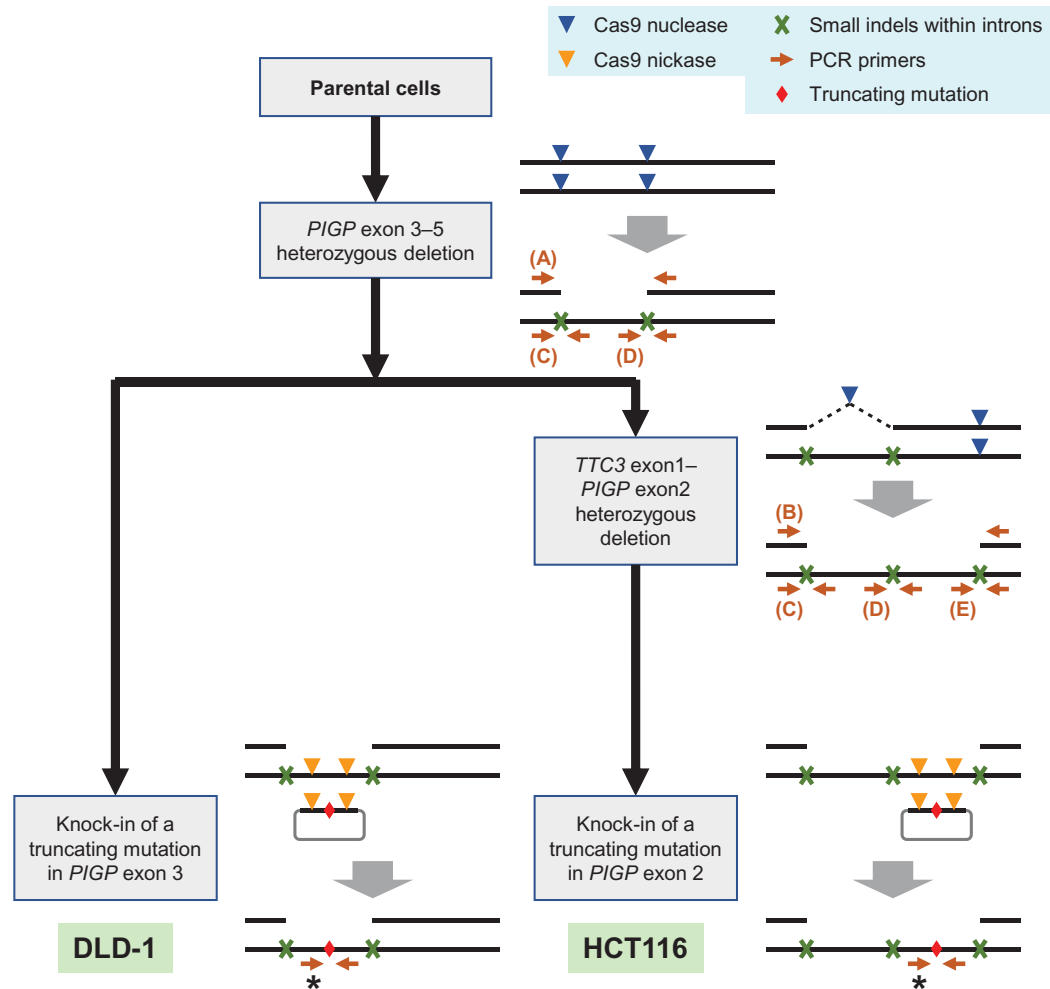 Cas9 nuclease
Cas9 nickase
Small indels within introns
PCR primers
Truncating mutation
Parental cells
PIGP exon 3–5
heterozygous deletion
(A)
(C)
(D)
TTC3 exon1–
PIGP exon2
heterozygous
deletion
(B)
(C)
(D)
(E)
Knock-in of a
truncating mutation
in PIGP exon 3
DLD-1
*
Knock-in of a
truncating mutation
in PIGP exon 2
HCT116
*